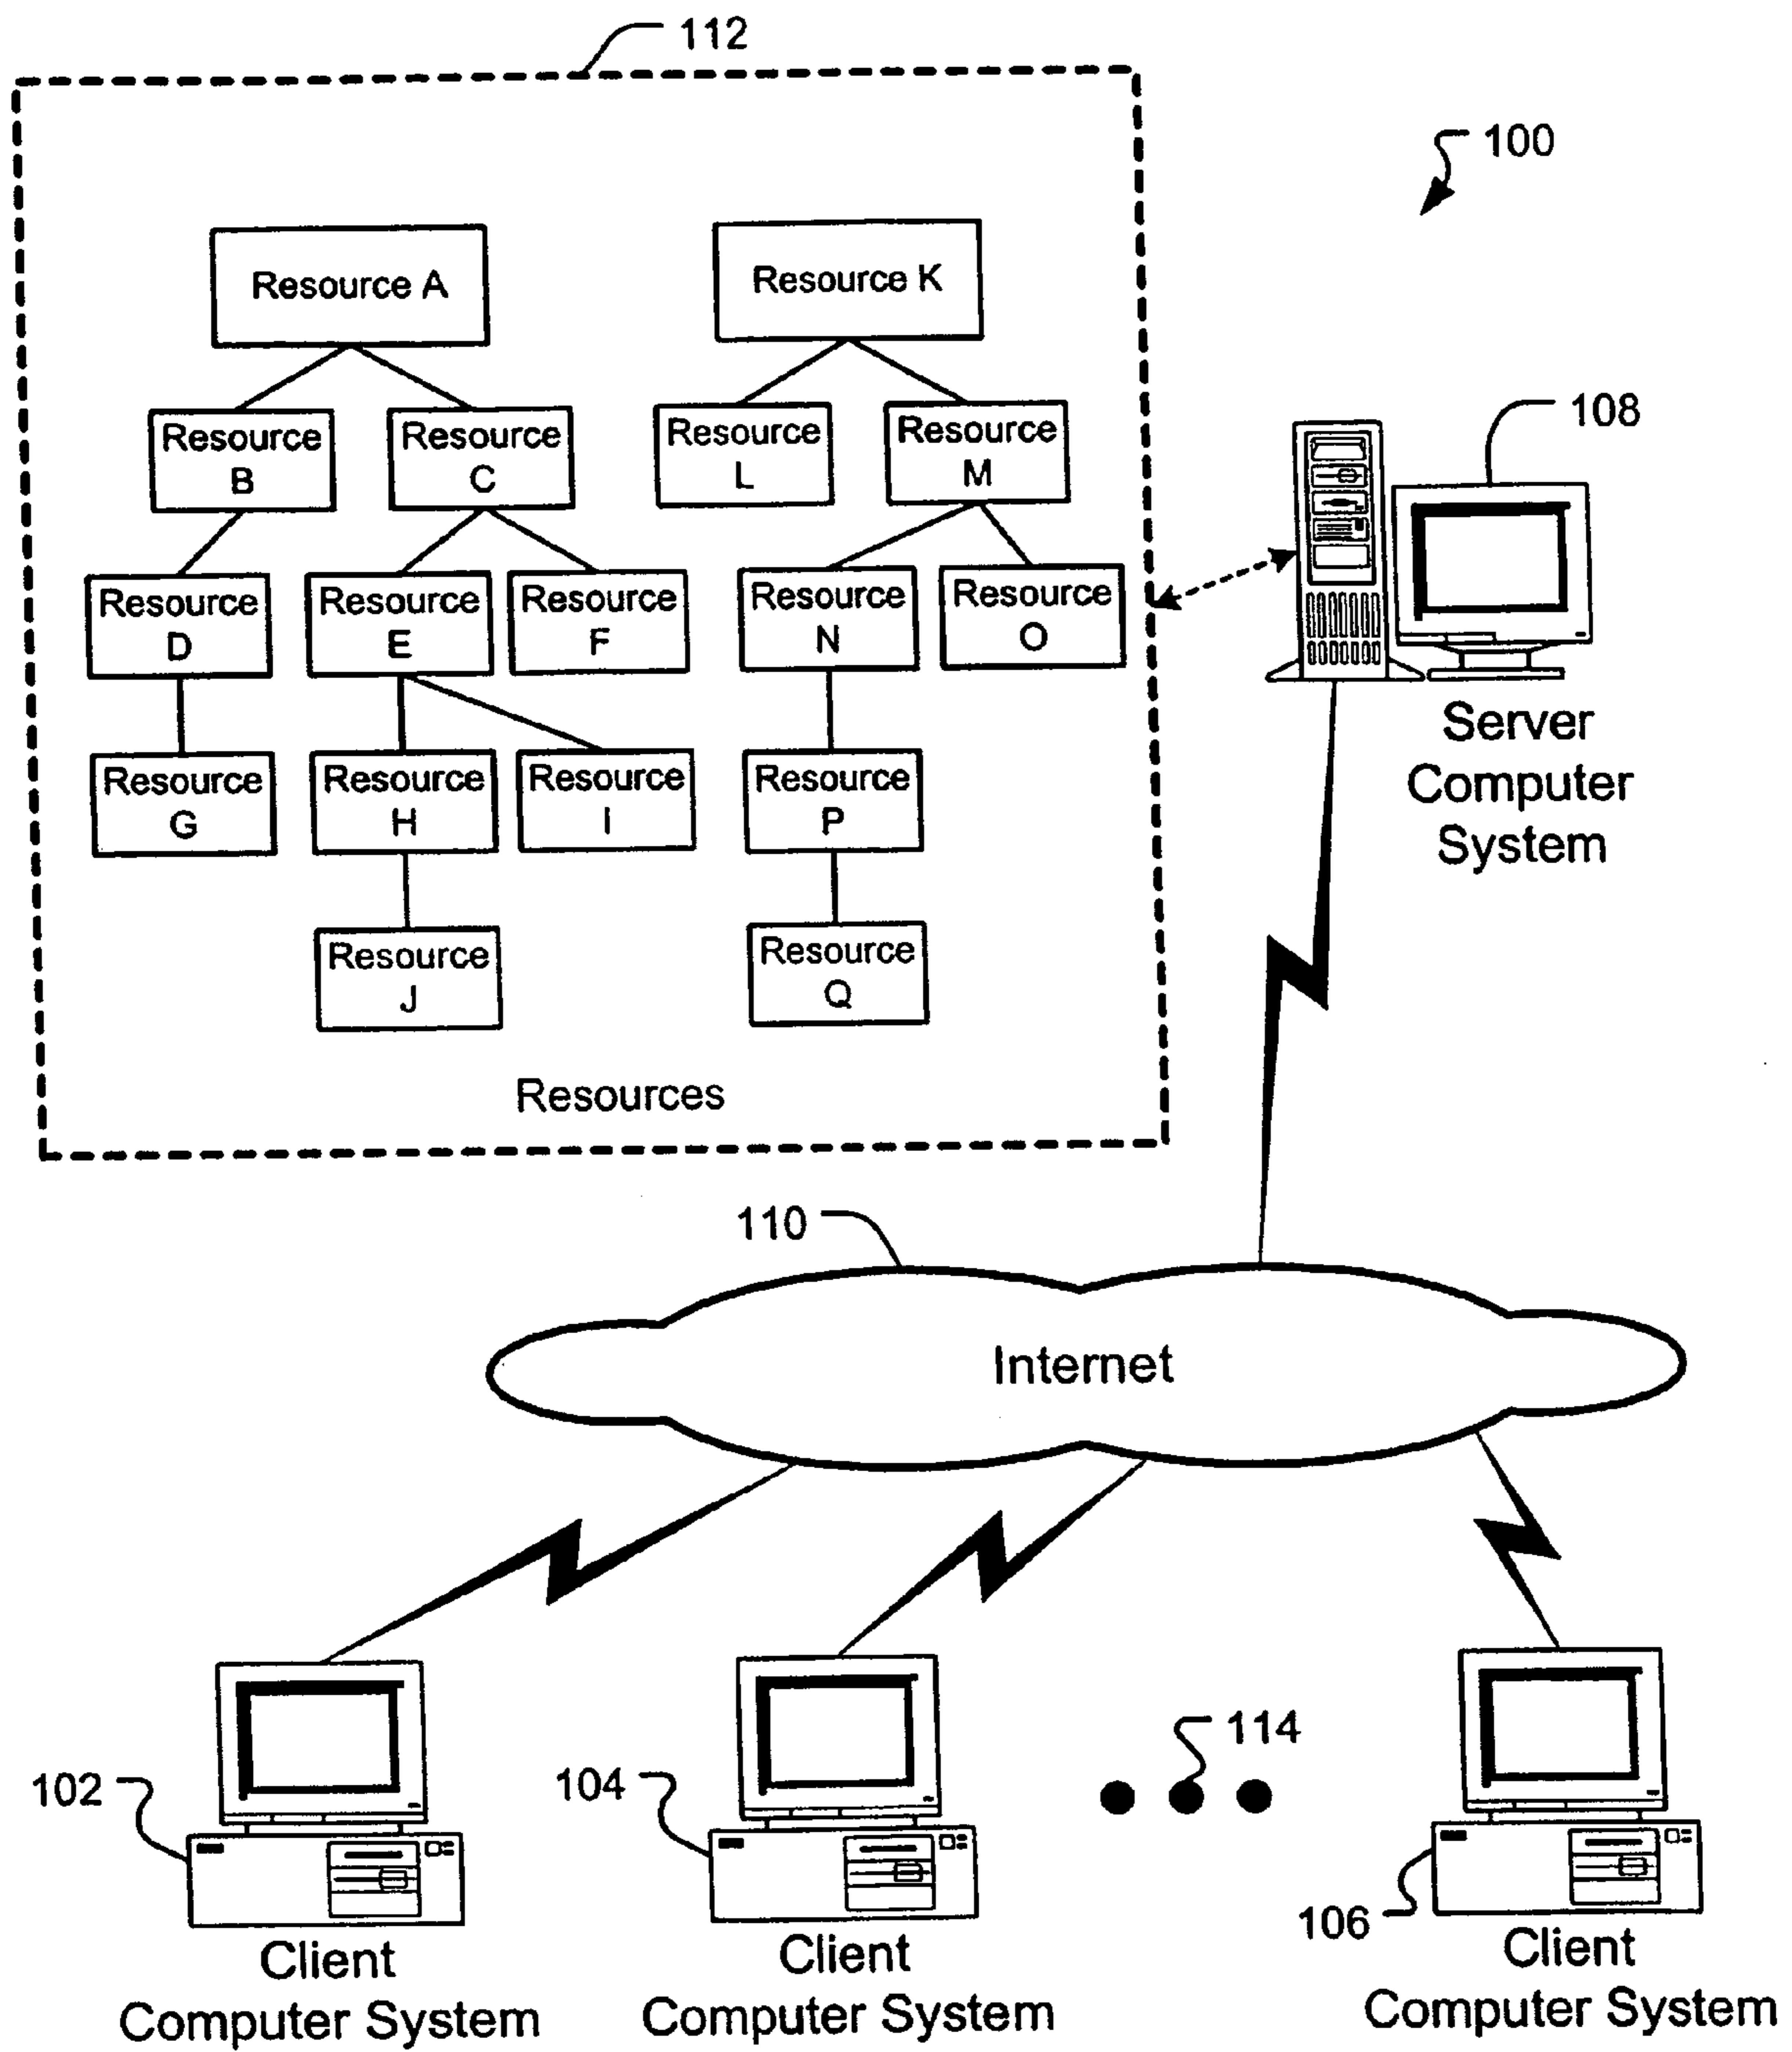 112
100
Resource A
Resource K
108
Resource
B
Resource
C
Resource
L
Resource
M
Resource
D
Resource
E
Resource
F
Resource
N
Resource
O
Server
Computer
System
Resource
G
Resource
H
Resource
I
Resource
P
Resource
J
Resource
Q
Resources
110
Internet
114
102
104
106
Client
Computer System
Client
Computer System
Client
Computer System